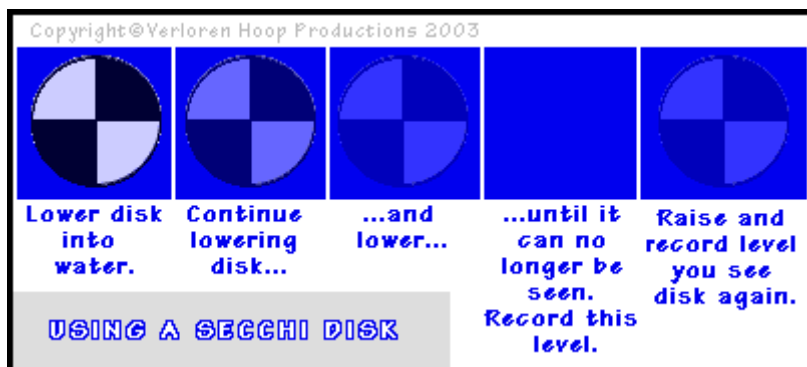 Copyright©Verloren Hoop Productions 2003
Lower disk
into
water.
Continue
lowering
disk...
...and
lower...
...until it
can no
longer be
seen.
Record this
level.
Raise and
record level
you see
disk again.
USING A SECCHI DISK